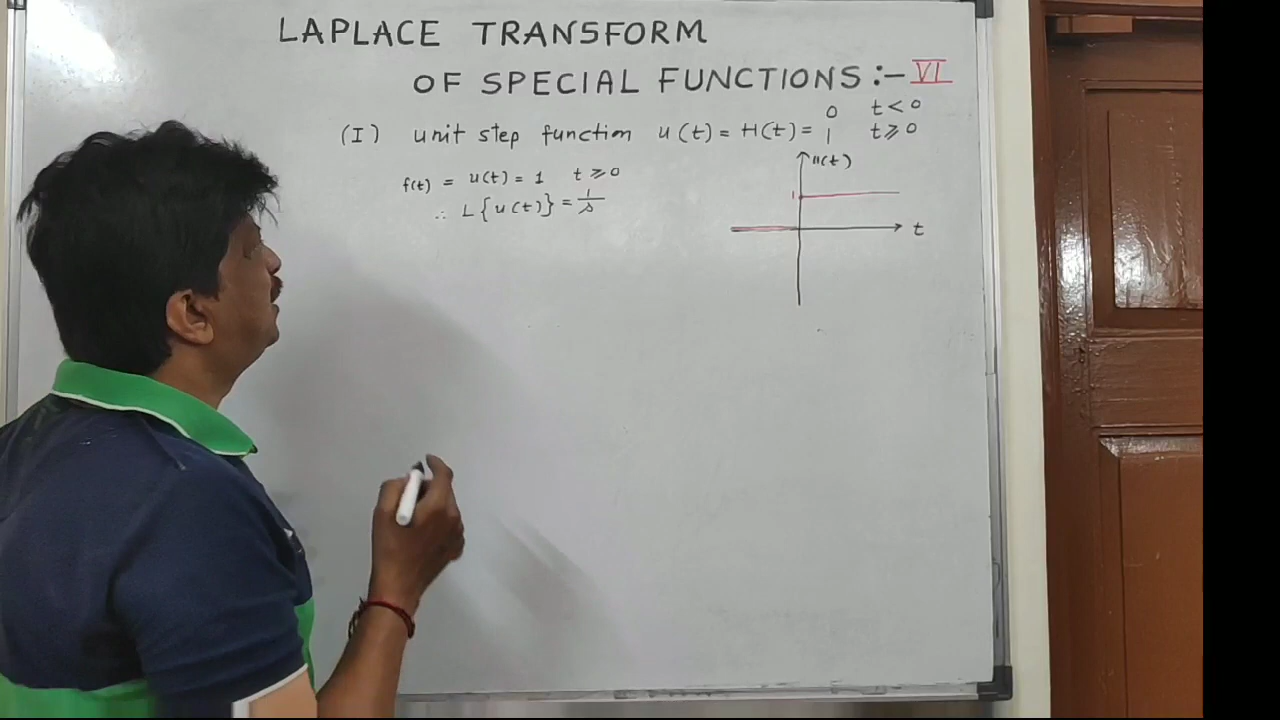 LAPLACE TRANSFORM
OF SPECIAL FUNCTIONS :- VI
(I) unit step function u(t) = H(t) = 0 t < 0
1 t ⩾ 0
f(t) = u(t) = 1 t ⩾ 0
∴ L{u(t)} = 1/s
u(t)
1
t